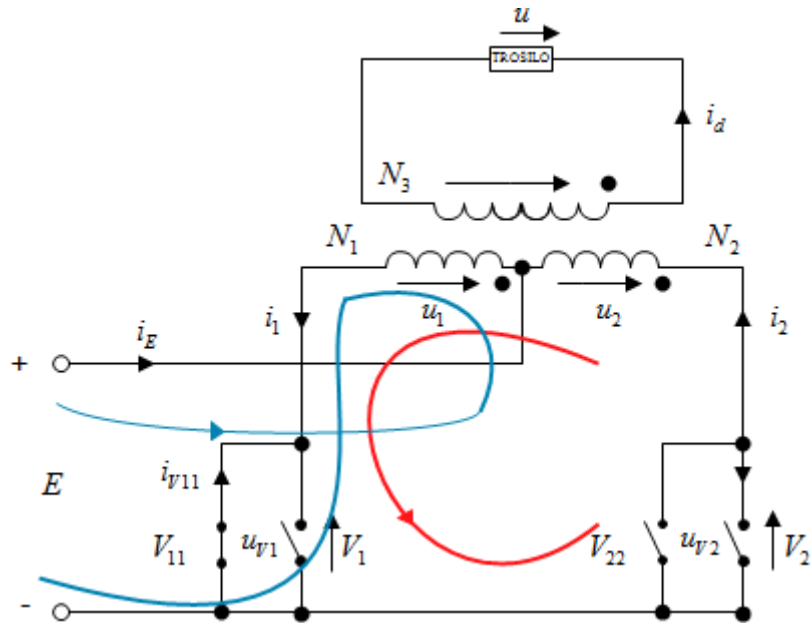 u
TROSILO
i_d
N_3
N_1
N_2
i_1
u_1
u_2
i_2
+
i_E
E
i_V11
V_11
u_V1
V_1
V_22
u_V2
V_2
-